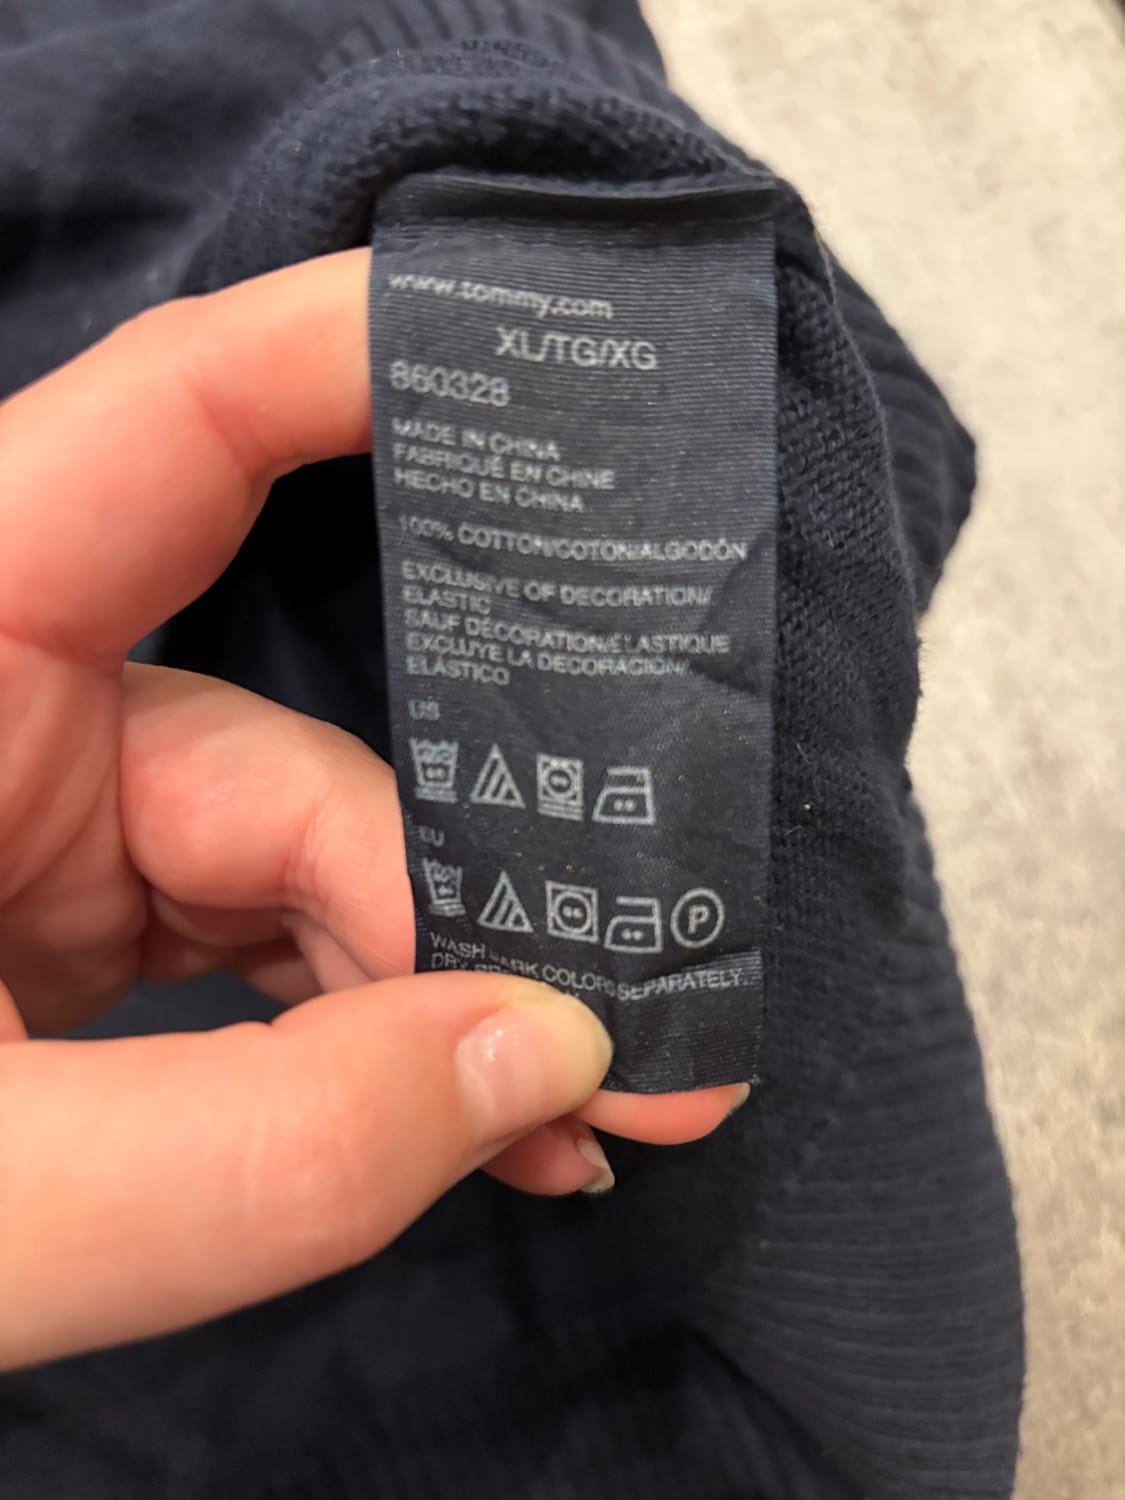 www.tommy.com
XL/TG/XG
860328
MADE IN CHINA
FABRIQUÉ EN CHINE
HECHO EN CHINA
100% COTTON/COTON/ALGODÓN
EXCLUSIVE OF DECORATION/
ELASTIC
SAUF DÉCORATION/ÉLASTIQUE
EXCLUYE LA DECORACIÓN/
ELÁSTICO
US
EU
P
WASH DARK COLORS SEPARATELY.
DRY